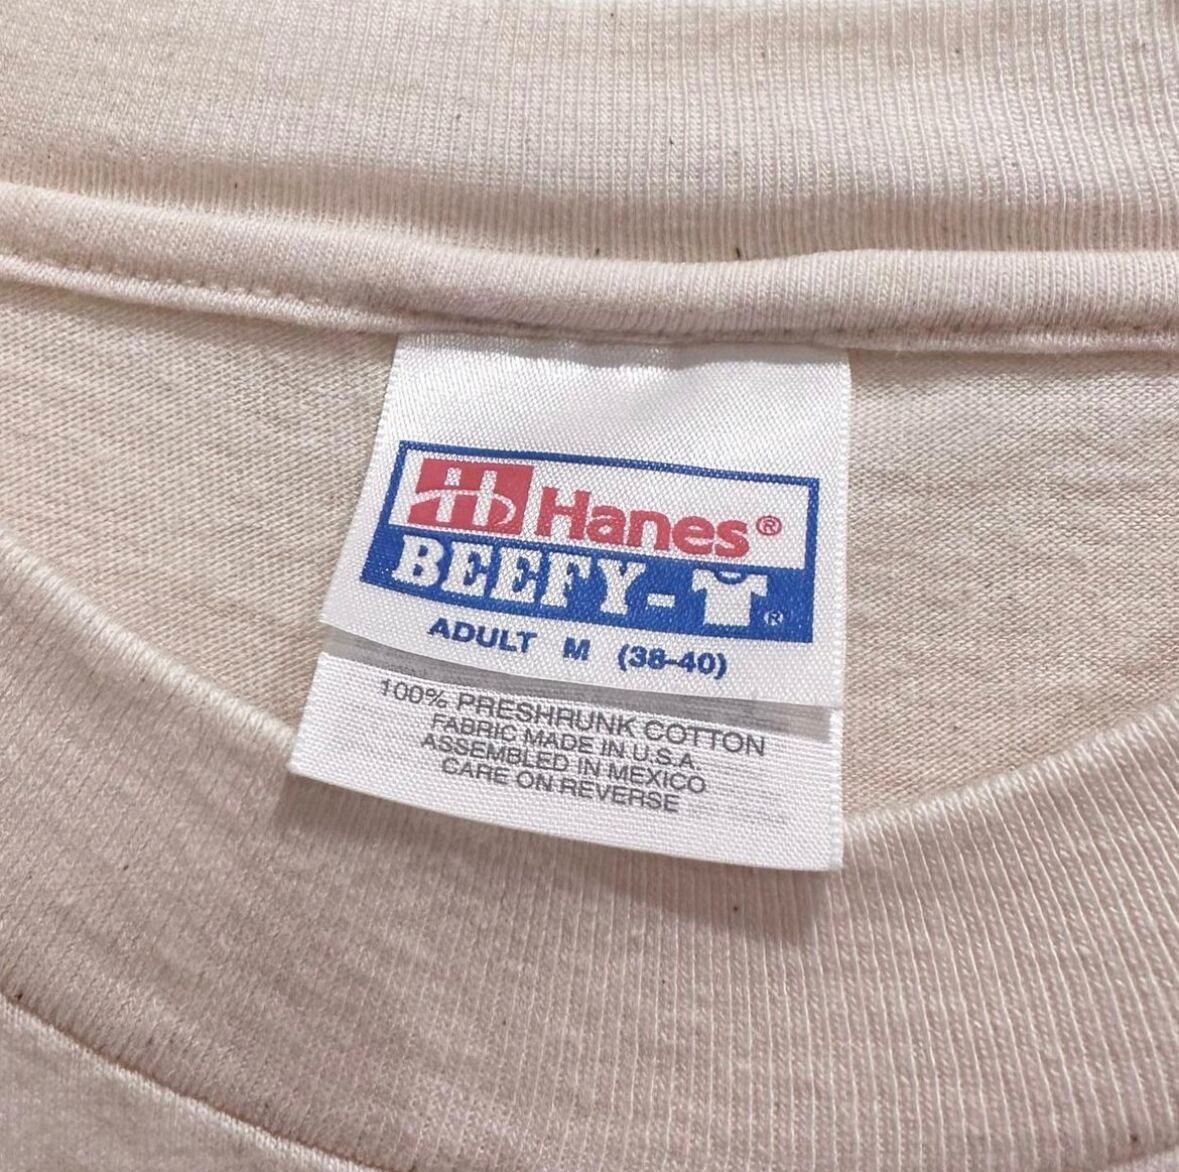 Hanes®
BEEFY-®
ADULT M (38-40)
100% PRESHRUNK COTTON
FABRIC MADE IN U.S.A.
ASSEMBLED IN MEXICO
CARE ON REVERSE